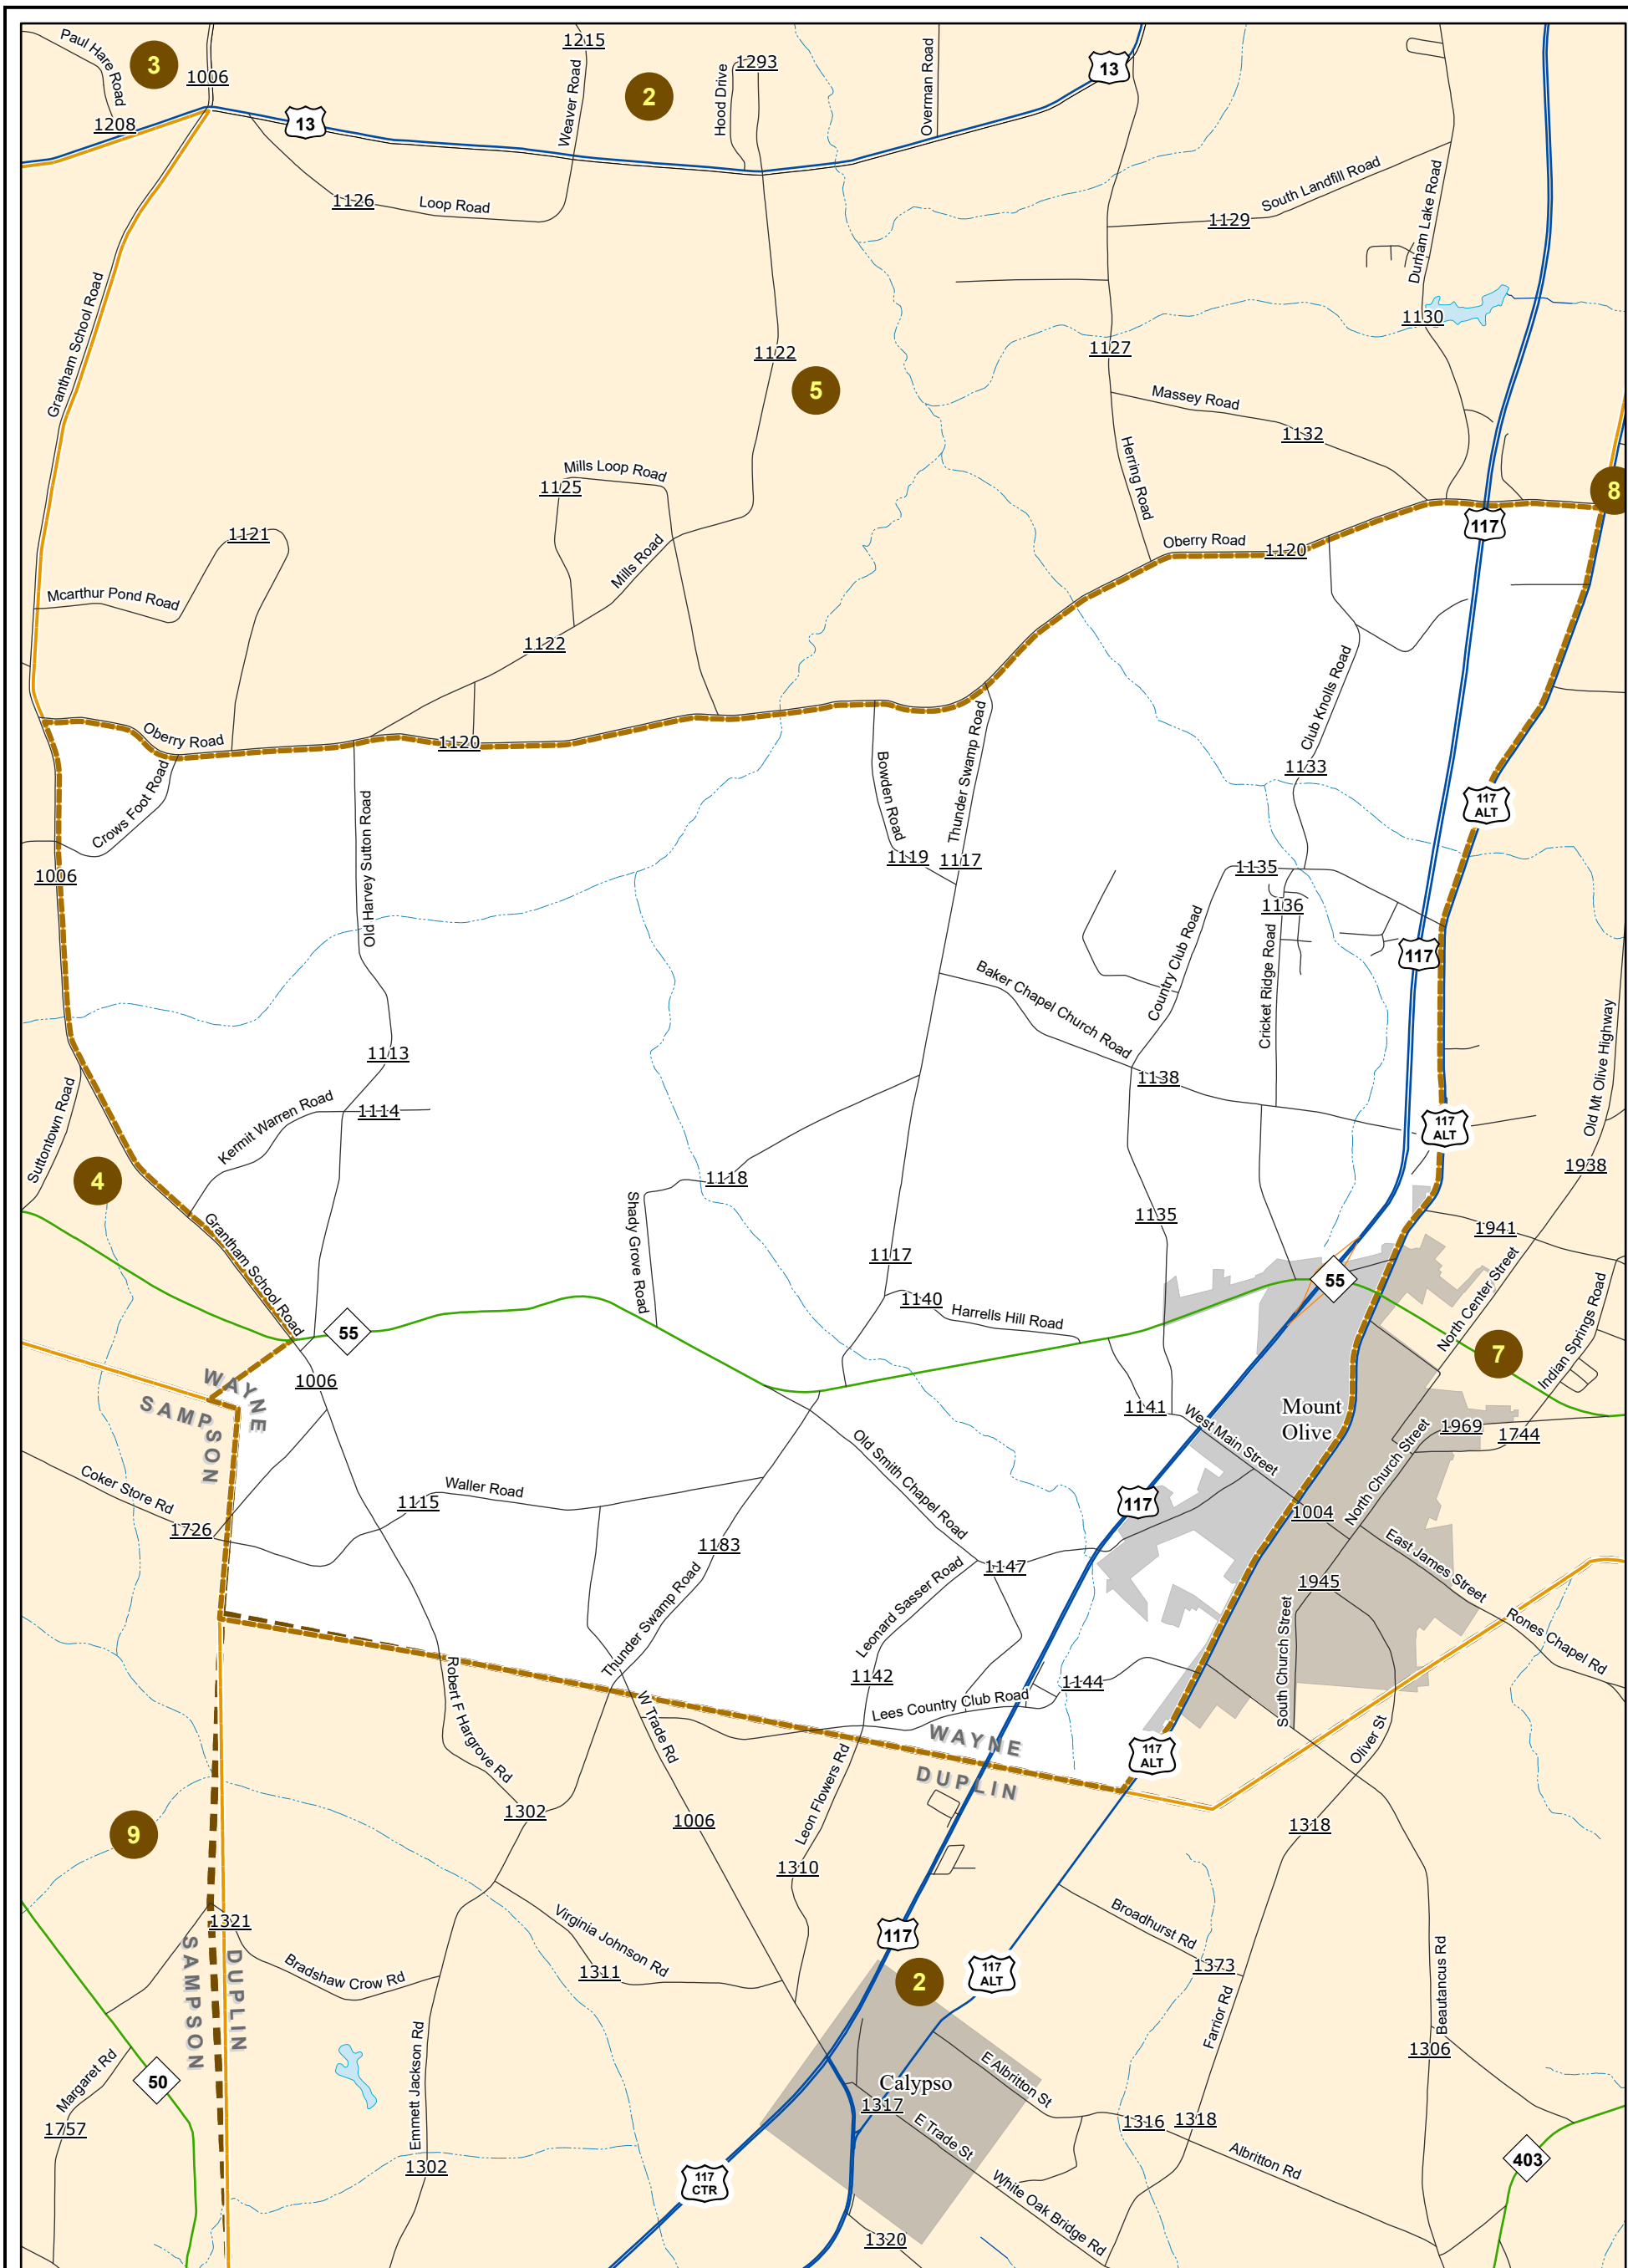 Paul Hare Road
3
1006
1208
13
1215
Weaver Road
2
Hood Drive
1293
Overman Road
13
1126
Loop Road
South Landfill Road
1129
Durham Lake Road
1130
Grantham School Road
1122
5
1127
Massey Road
1132
Herring Road
Mills Loop Road
1125
8
117
1121
Mills Road
Oberry Road
1120
Mcarthur Pond Road
1122
Club Knolls Road
Oberry Road
1120
Crows Foot Road
Bowden Road
Thunder Swamp Road
1133
117
ALT
1006
Old Harvey Sutton Road
1119
1117
1135
1136
Country Club Road
Cricket Ridge Road
117
Baker Chapel Church Road
Old Mt Olive Highway
1113
1138
1114
Kermit Warren Road
117
ALT
Suttontown Road
4
1118
1938
Shady Grove Road
1135
1941
Grantham School Road
1117
North Center Street
55
1140
Harrells Hill Road
Indian Springs Road
55
7
1006
WAYNE
SAMPSON
1141
West Main Street
Mount
Olive
1969
1744
Old Smith Chapel Road
North Church Street
Coker Store Rd
1726
Waller Road
1115
117
1004
1183
East James Street
1147
1945
Thunder Swamp Road
Leonard Sasser Road
South Church Street
Rones Chapel Rd
1142
1144
Robert F Hargrove Rd
W Trade Rd
Lees Country Club Road
WAYNE
DUPLIN
117
ALT
Oliver St
Leon Flowers Rd
1302
1006
1318
9
1310
Virginia Johnson Rd
Broadhurst Rd
1321
117
SAMPSON
DUPLIN
Bradshaw Crow Rd
1311
2
117
ALT
1373
Farrior Rd
Beautancus Rd
1306
Margaret Rd
50
Emmett Jackson Rd
E Albritton St
Calypso
1317
1757
E Trade St
1316
1318
Albritton Rd
403
1302
117
CTR
White Oak Bridge Rd
1320